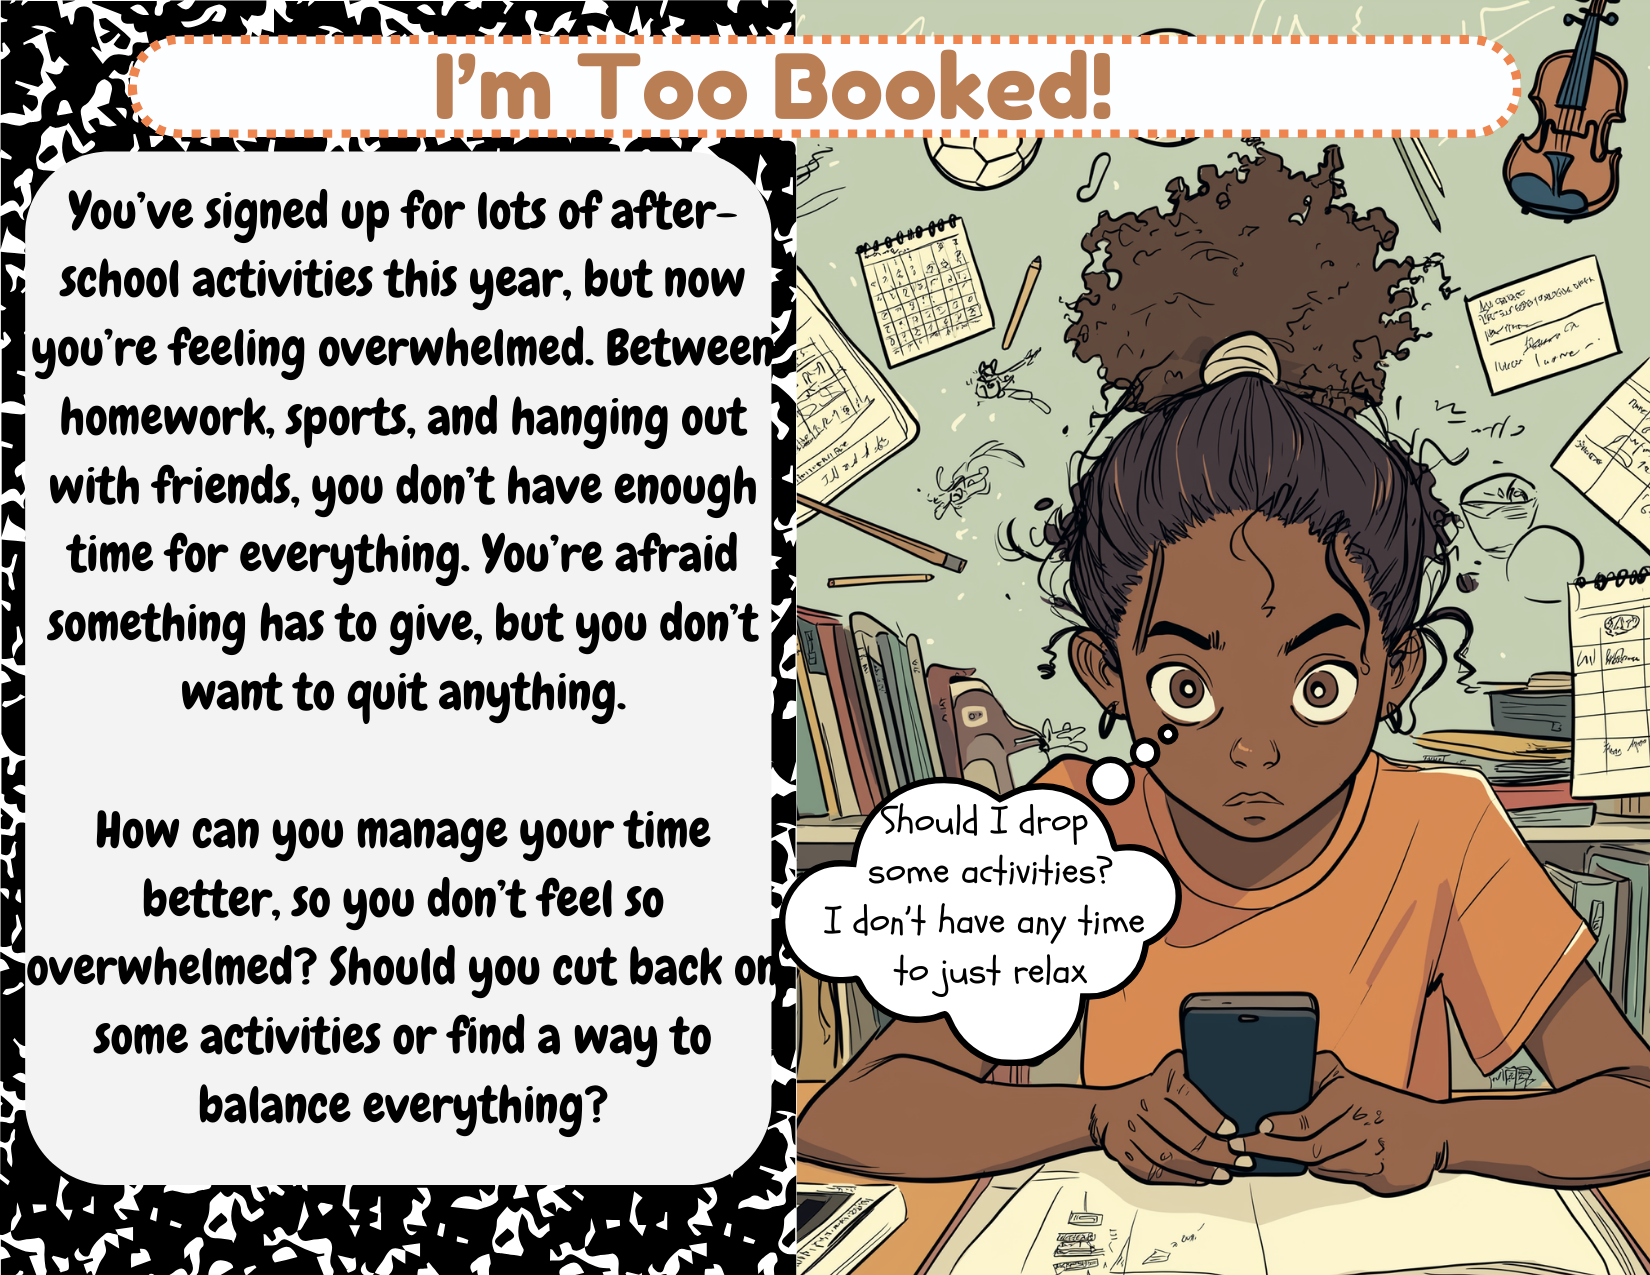 I'm Too Booked!
You've signed up for lots of after-
school activities this year, but now
you're feeling overwhelmed. Between
homework, sports, and hanging out
with friends, you don't have enough
time for everything. You're afraid
something has to give, but you don't
want to quit anything.
How can you manage your time
better, so you don't feel so
overwhelmed? Should you cut back on
some activities or find a way to
balance everything?
Should I drop
some activities?
I don't have any time
to just relax